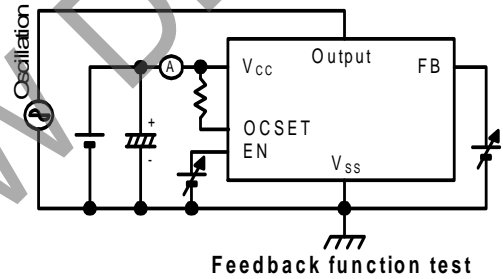 Output
Oscillation
A
VCC
FB
+
-
OCSET
EN
VSS
Feedback function test